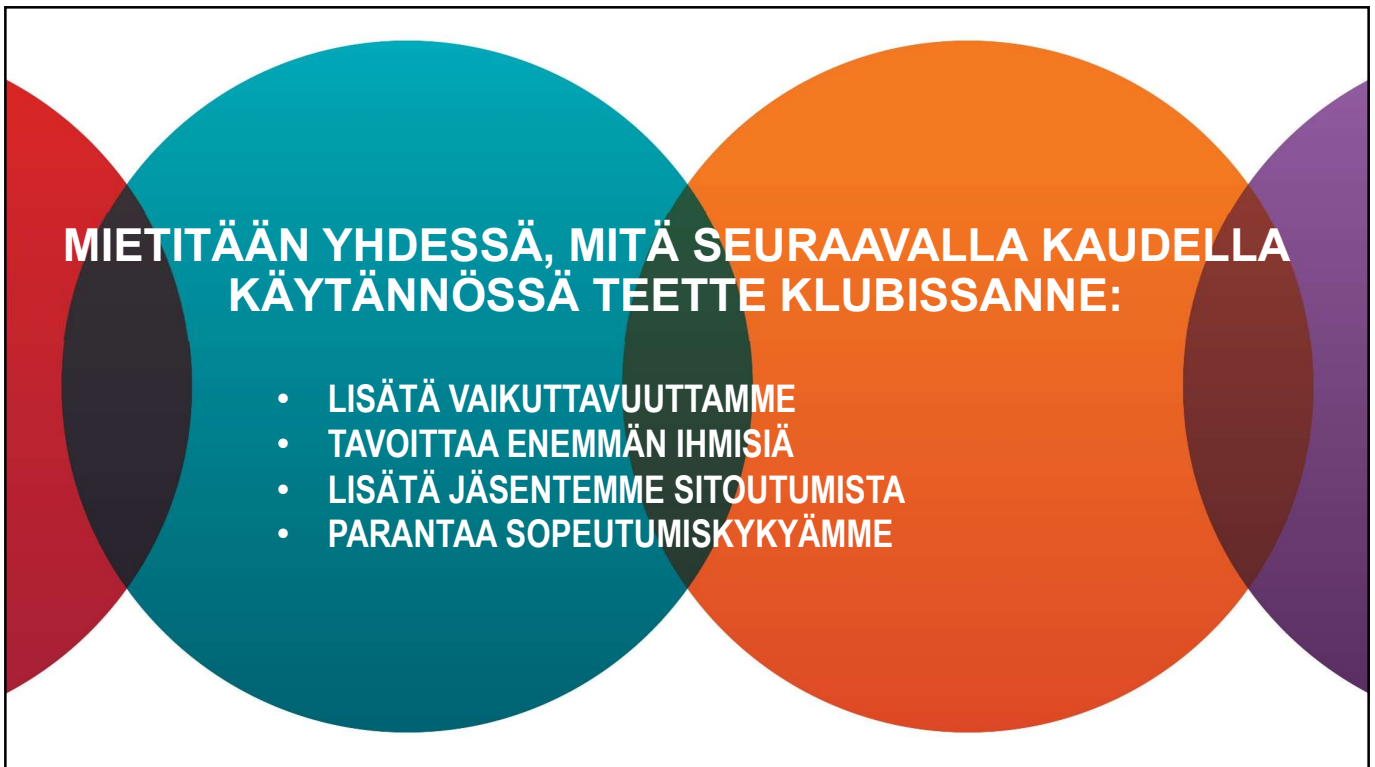 MIETITÄÄN YHDESSÄ, MITÄ SEURAAVALLA KAUDELLA
KÄYTÄNNÖSSÄ TEETTE KLUBISSANNE:
• LISÄTÄ VAIKUTTAVUUTTAMME
• TAVOITTAA ENEMMÄN IHMISIÄ
• LISÄTÄ JÄSENTEMME SITOUTUMISTA
• PARANTAA SOPEUTUMISKYKYÄMME